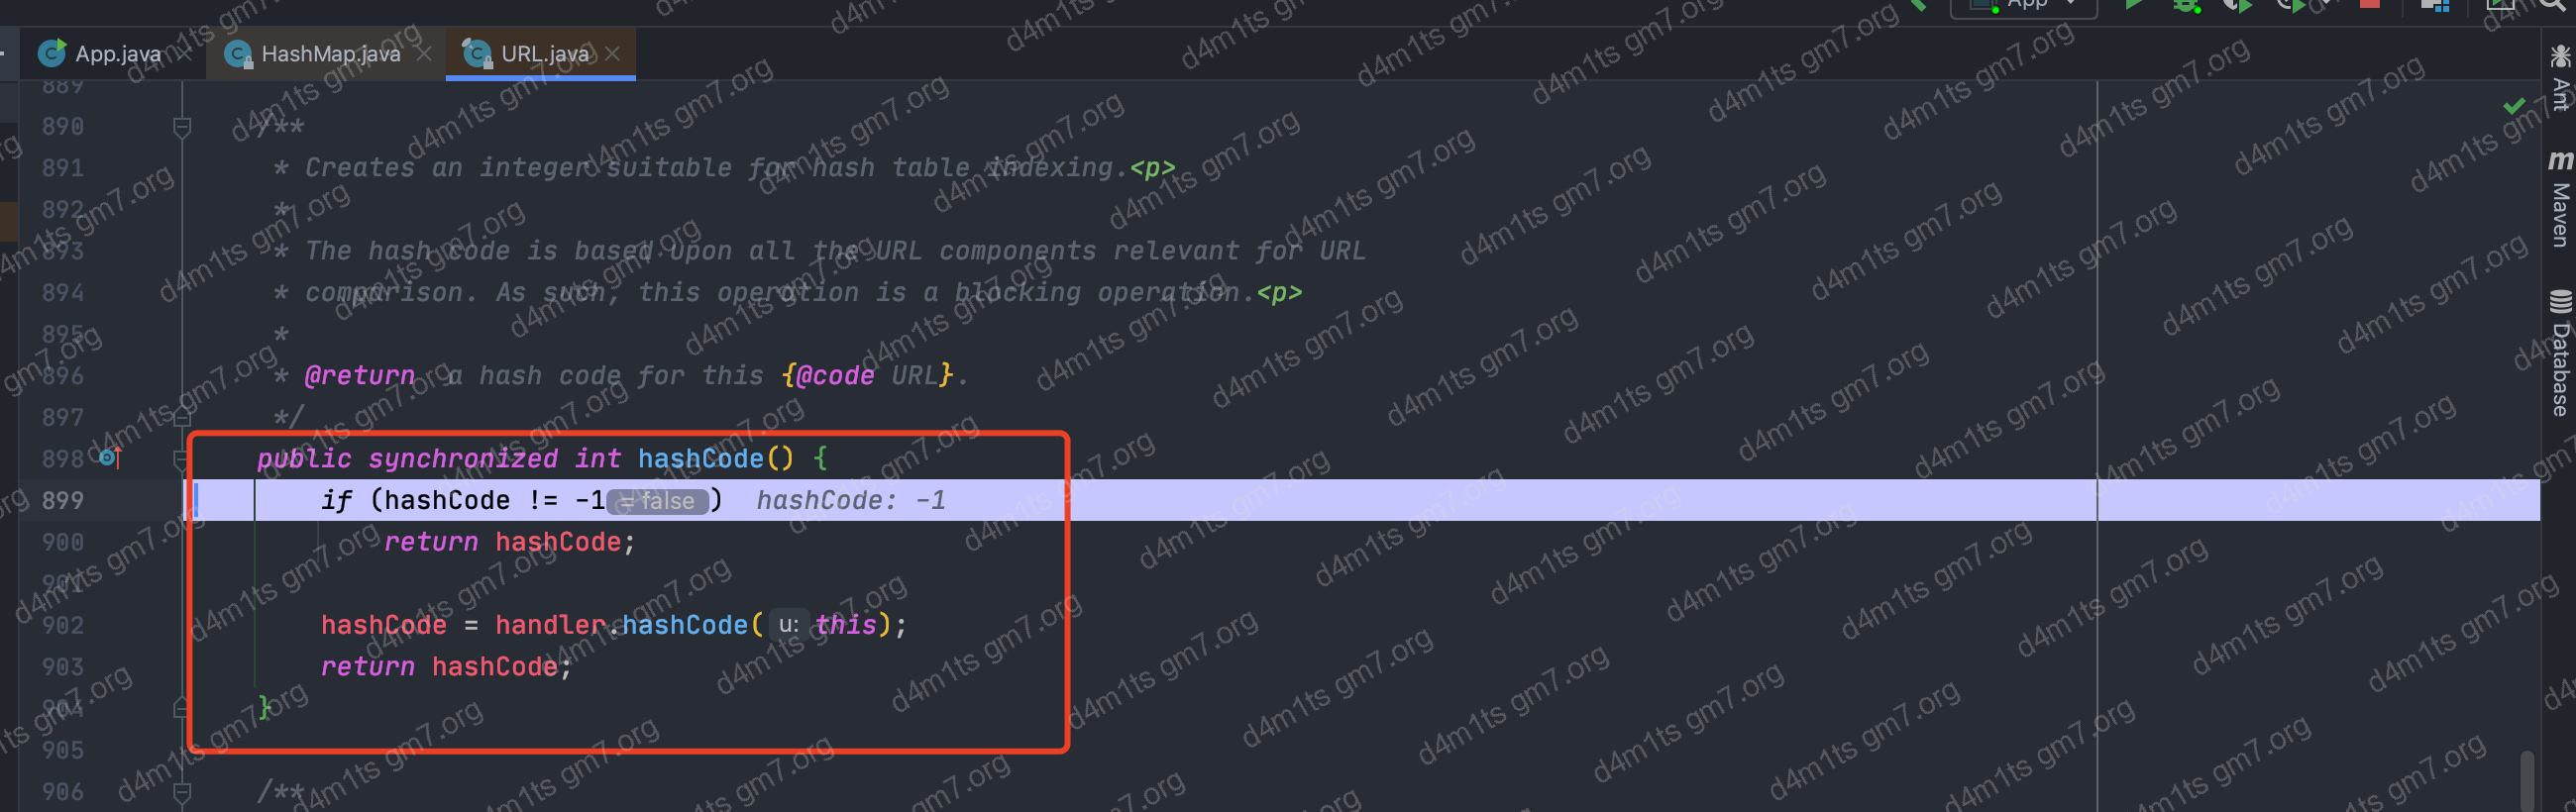 App
App.java
HashMap.java
URL.java
889
890 /**
891 * Creates an integer suitable for hash table indexing.<p>
892 *
893 * The hash code is based upon all the URL components relevant for URL
894 * comparison. As such, this operation is a blocking operation.<p>
895 *
896 * @return a hash code for this {@code URL}.
897 */
898 public synchronized int hashCode() {
899 if (hashCode != -1 = false ) hashCode: -1
900 return hashCode;
901
902 hashCode = handler.hashCode( u: this);
903 return hashCode;
904 }
905
906 /**
Ant
m Maven
Database
d4m1ts gm7.org